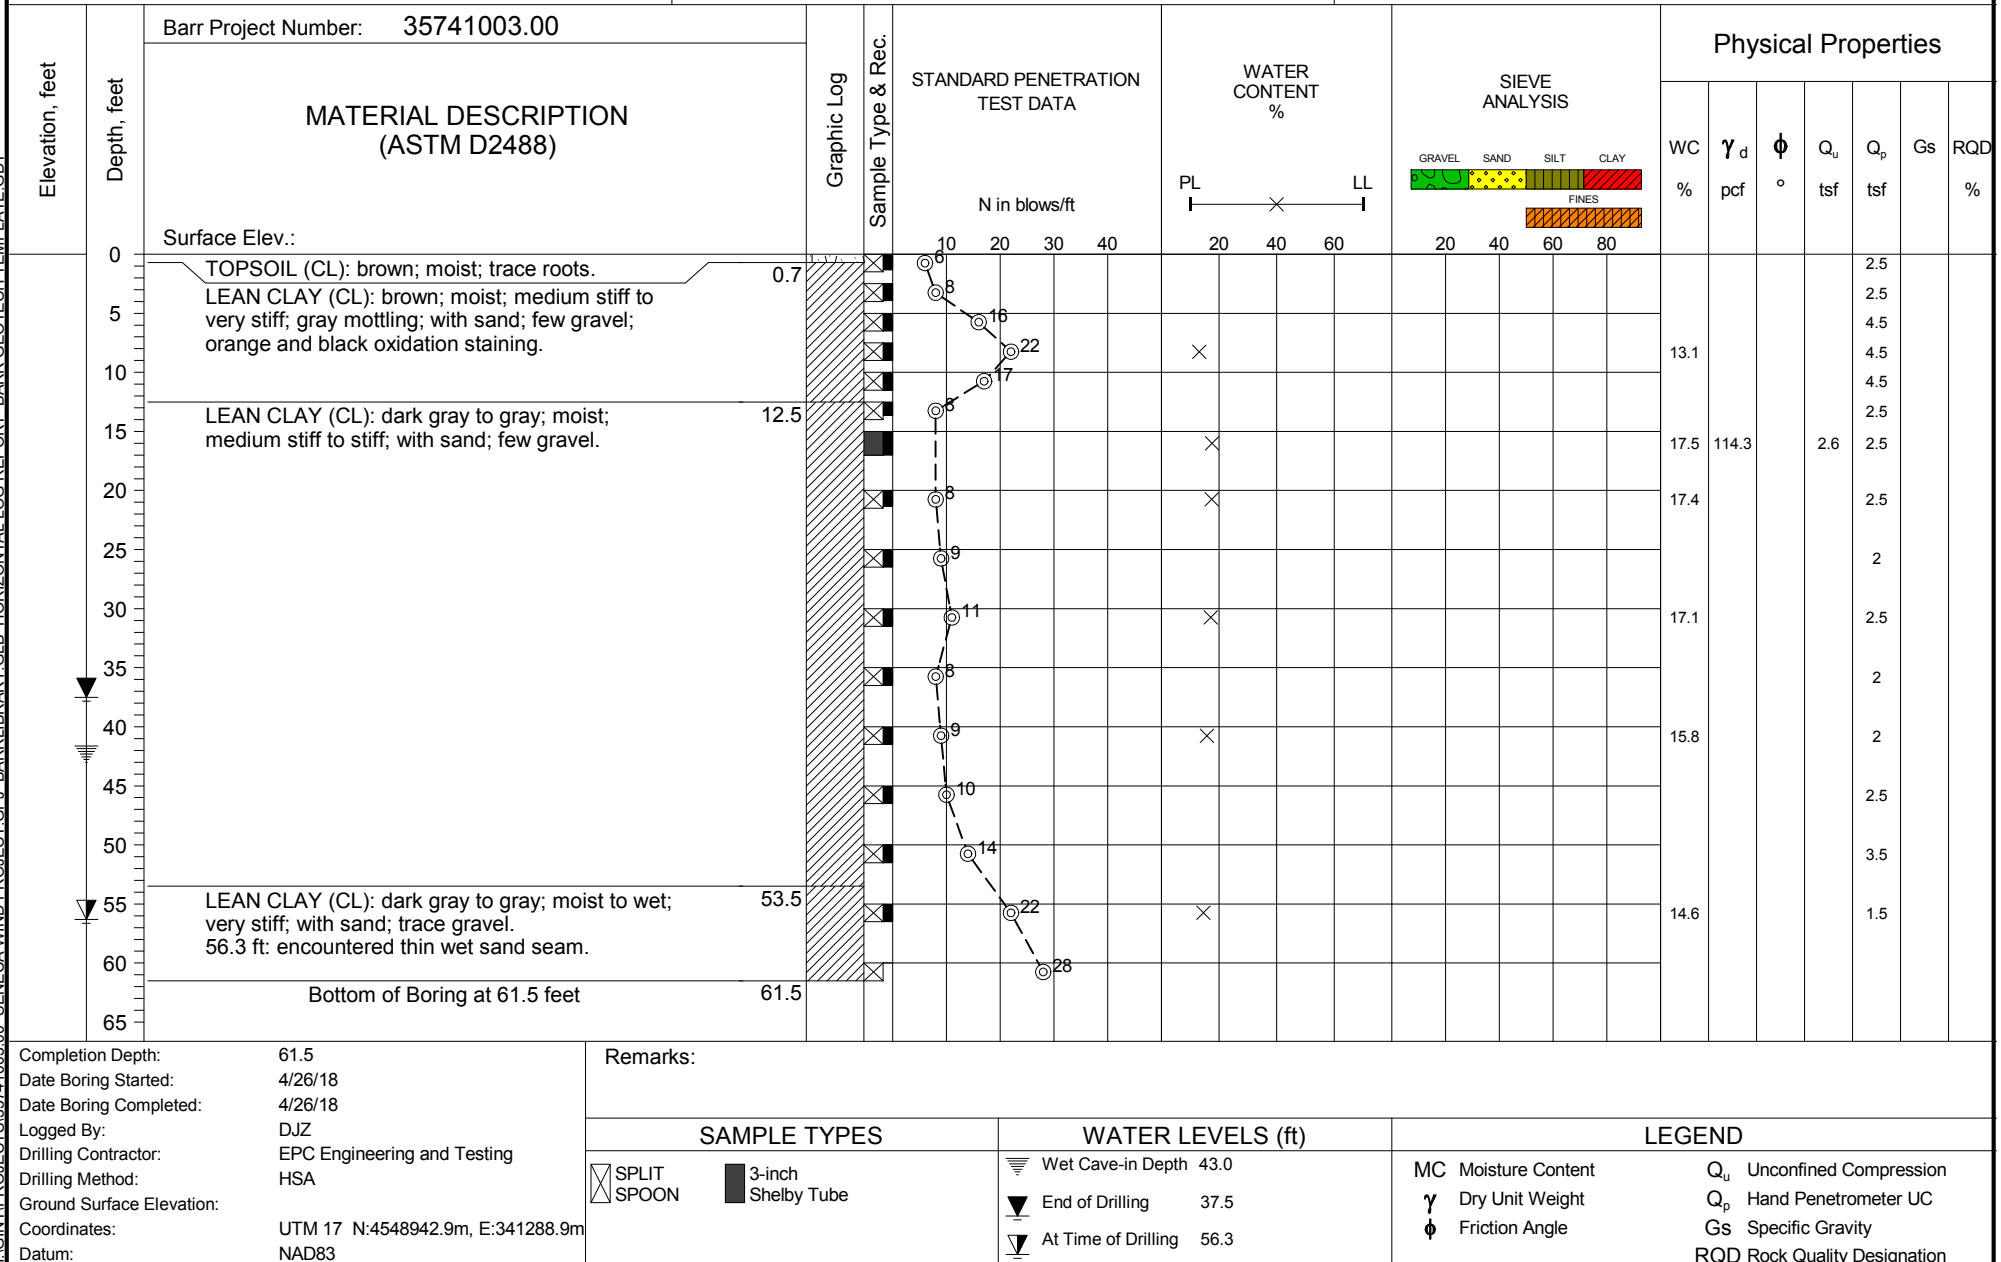 Barr Project Number: 35741003.00
Elevation, feet
Depth, feet
MATERIAL DESCRIPTION
(ASTM D2488)
Surface Elev.:
Graphic Log
Sample Type & Rec.
STANDARD PENETRATION
TEST DATA
N in blows/ft
10 20 30 40
WATER
CONTENT
%
PL LL
20 40 60
SIEVE
ANALYSIS
GRAVEL SAND SILT CLAY
FINES
20 40 60 80
Physical Properties
WC γd ϕ Qu Qp Gs RQD
% pcf ° tsf tsf %
0
TOPSOIL (CL): brown; moist; trace roots.
0.7
6 2.5
LEAN CLAY (CL): brown; moist; medium stiff to
very stiff; gray mottling; with sand; few gravel;
orange and black oxidation staining.
8 2.5
5
16 4.5
22 13.1 4.5
10
17 4.5
LEAN CLAY (CL): dark gray to gray; moist;
medium stiff to stiff; with sand; few gravel.
12.5
8 2.5
15
17.5 114.3 2.6 2.5
20
8 17.4 2.5
25
9 2
30
11 17.1 2.5
35
8 2
40
9 15.8 2
45
10 2.5
50
14 3.5
LEAN CLAY (CL): dark gray to gray; moist to wet;
very stiff; with sand; trace gravel.
56.3 ft: encountered thin wet sand seam.
53.5
55
22 14.6 1.5
60
28
Bottom of Boring at 61.5 feet 61.5
65
Completion Depth: 61.5
Date Boring Started: 4/26/18
Date Boring Completed: 4/26/18
Logged By: DJZ
Drilling Contractor: EPC Engineering and Testing
Drilling Method: HSA
Ground Surface Elevation:
Coordinates: UTM 17 N:4548942.9m, E:341288.9m
Datum: NAD83
Remarks:
SAMPLE TYPES
SPLIT
SPOON
3-inch
Shelby Tube
WATER LEVELS (ft)
Wet Cave-in Depth 43.0
End of Drilling 37.5
At Time of Drilling 56.3
LEGEND
MC Moisture Content
γ Dry Unit Weight
ϕ Friction Angle
Qu Unconfined Compression
Qp Hand Penetrometer UC
Gs Specific Gravity
RQD Rock Quality Designation